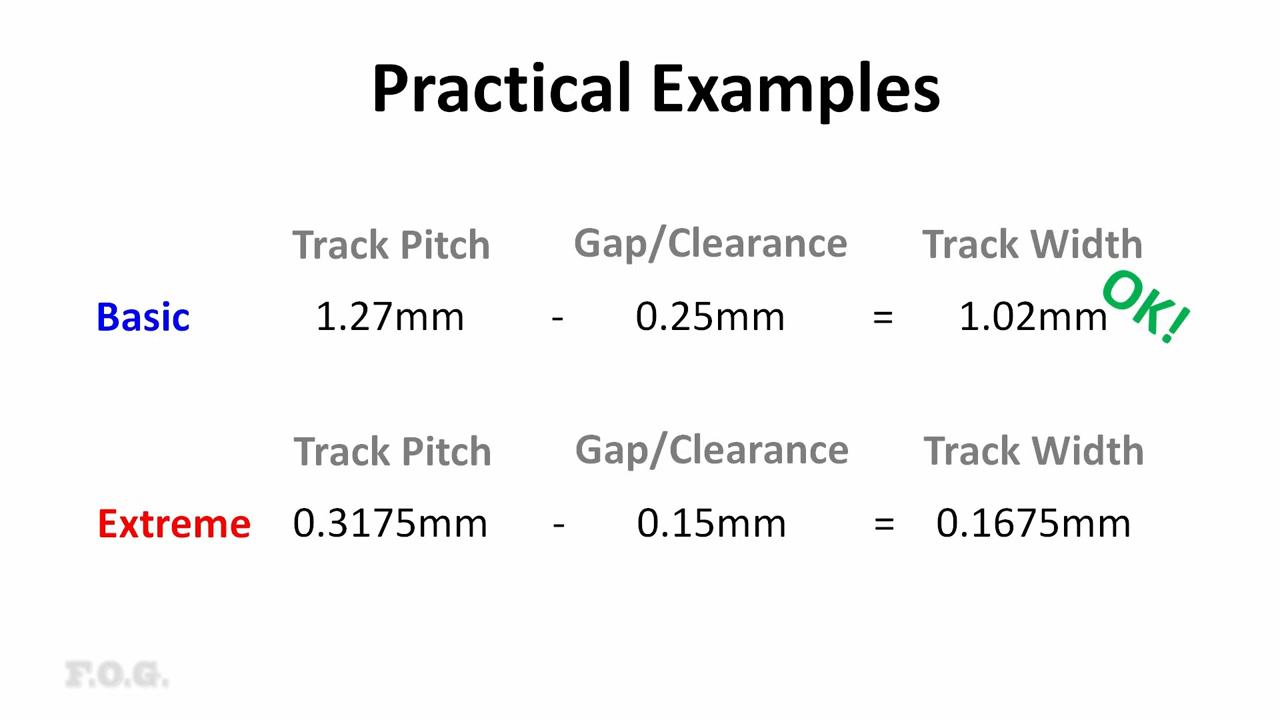 Practical Examples
Track Pitch Gap/Clearance Track Width
Basic 1.27mm - 0.25mm = 1.02mm OK!
Track Pitch Gap/Clearance Track Width
Extreme 0.3175mm - 0.15mm = 0.1675mm
F.O.G.